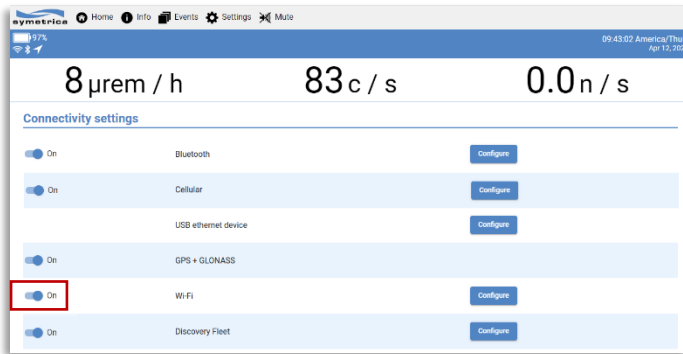 symetrica Home Info Events Settings Mute
97%
09:43:02 America/Thu
Apr 12, 202
8 µrem / h 83 c / s 0.0 n / s
Connectivity settings
On Bluetooth Configure
On Cellular Configure
USB ethernet device Configure
On GPS + GLONASS
On Wi-Fi Configure
On Discovery Fleet Configure